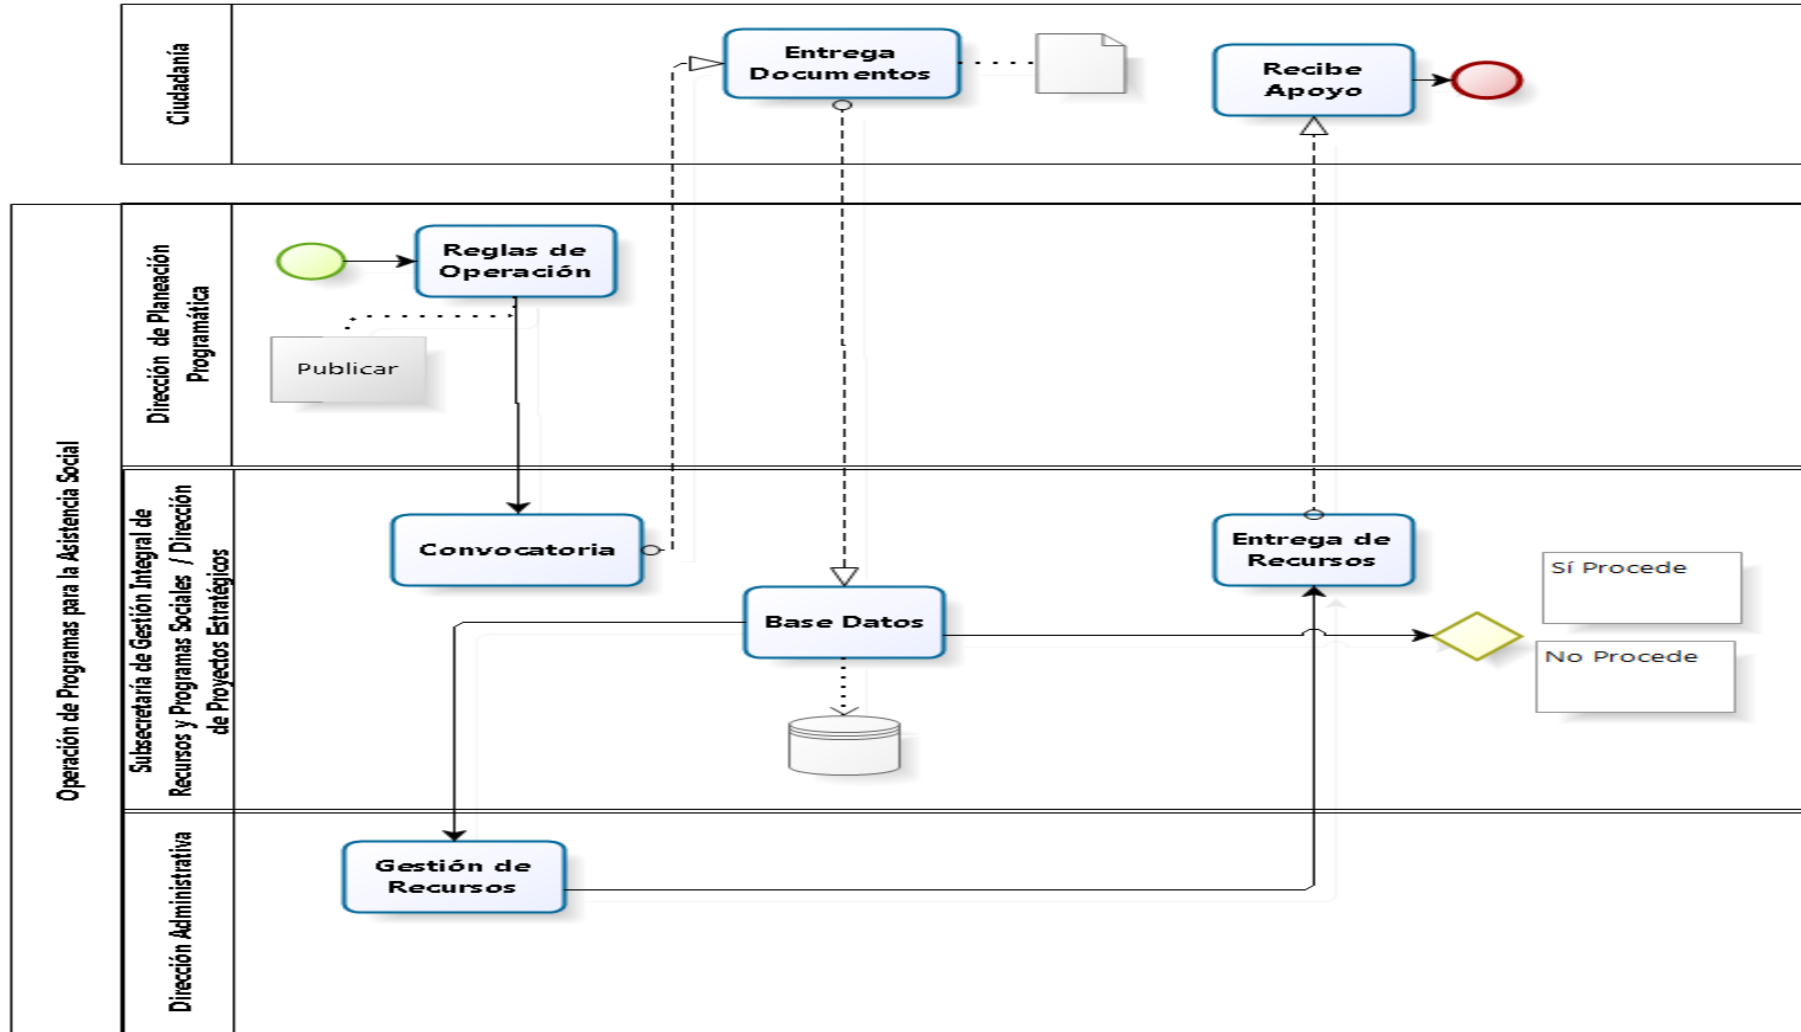 Ciudadanía
Entrega
Documentos
Recibe
Apoyo
Operación de Programas para la Asistencia Social
Dirección de Planeación
Programática
Reglas de
Operación
Publicar
Subsecretaría de Gestión Integral de
Recursos y Programas Sociales / Dirección
de Proyectos Estratégicos
Convocatoria
Base Datos
Entrega de
Recursos
Sí Procede
No Procede
Dirección Administrativa
Gestión de
Recursos